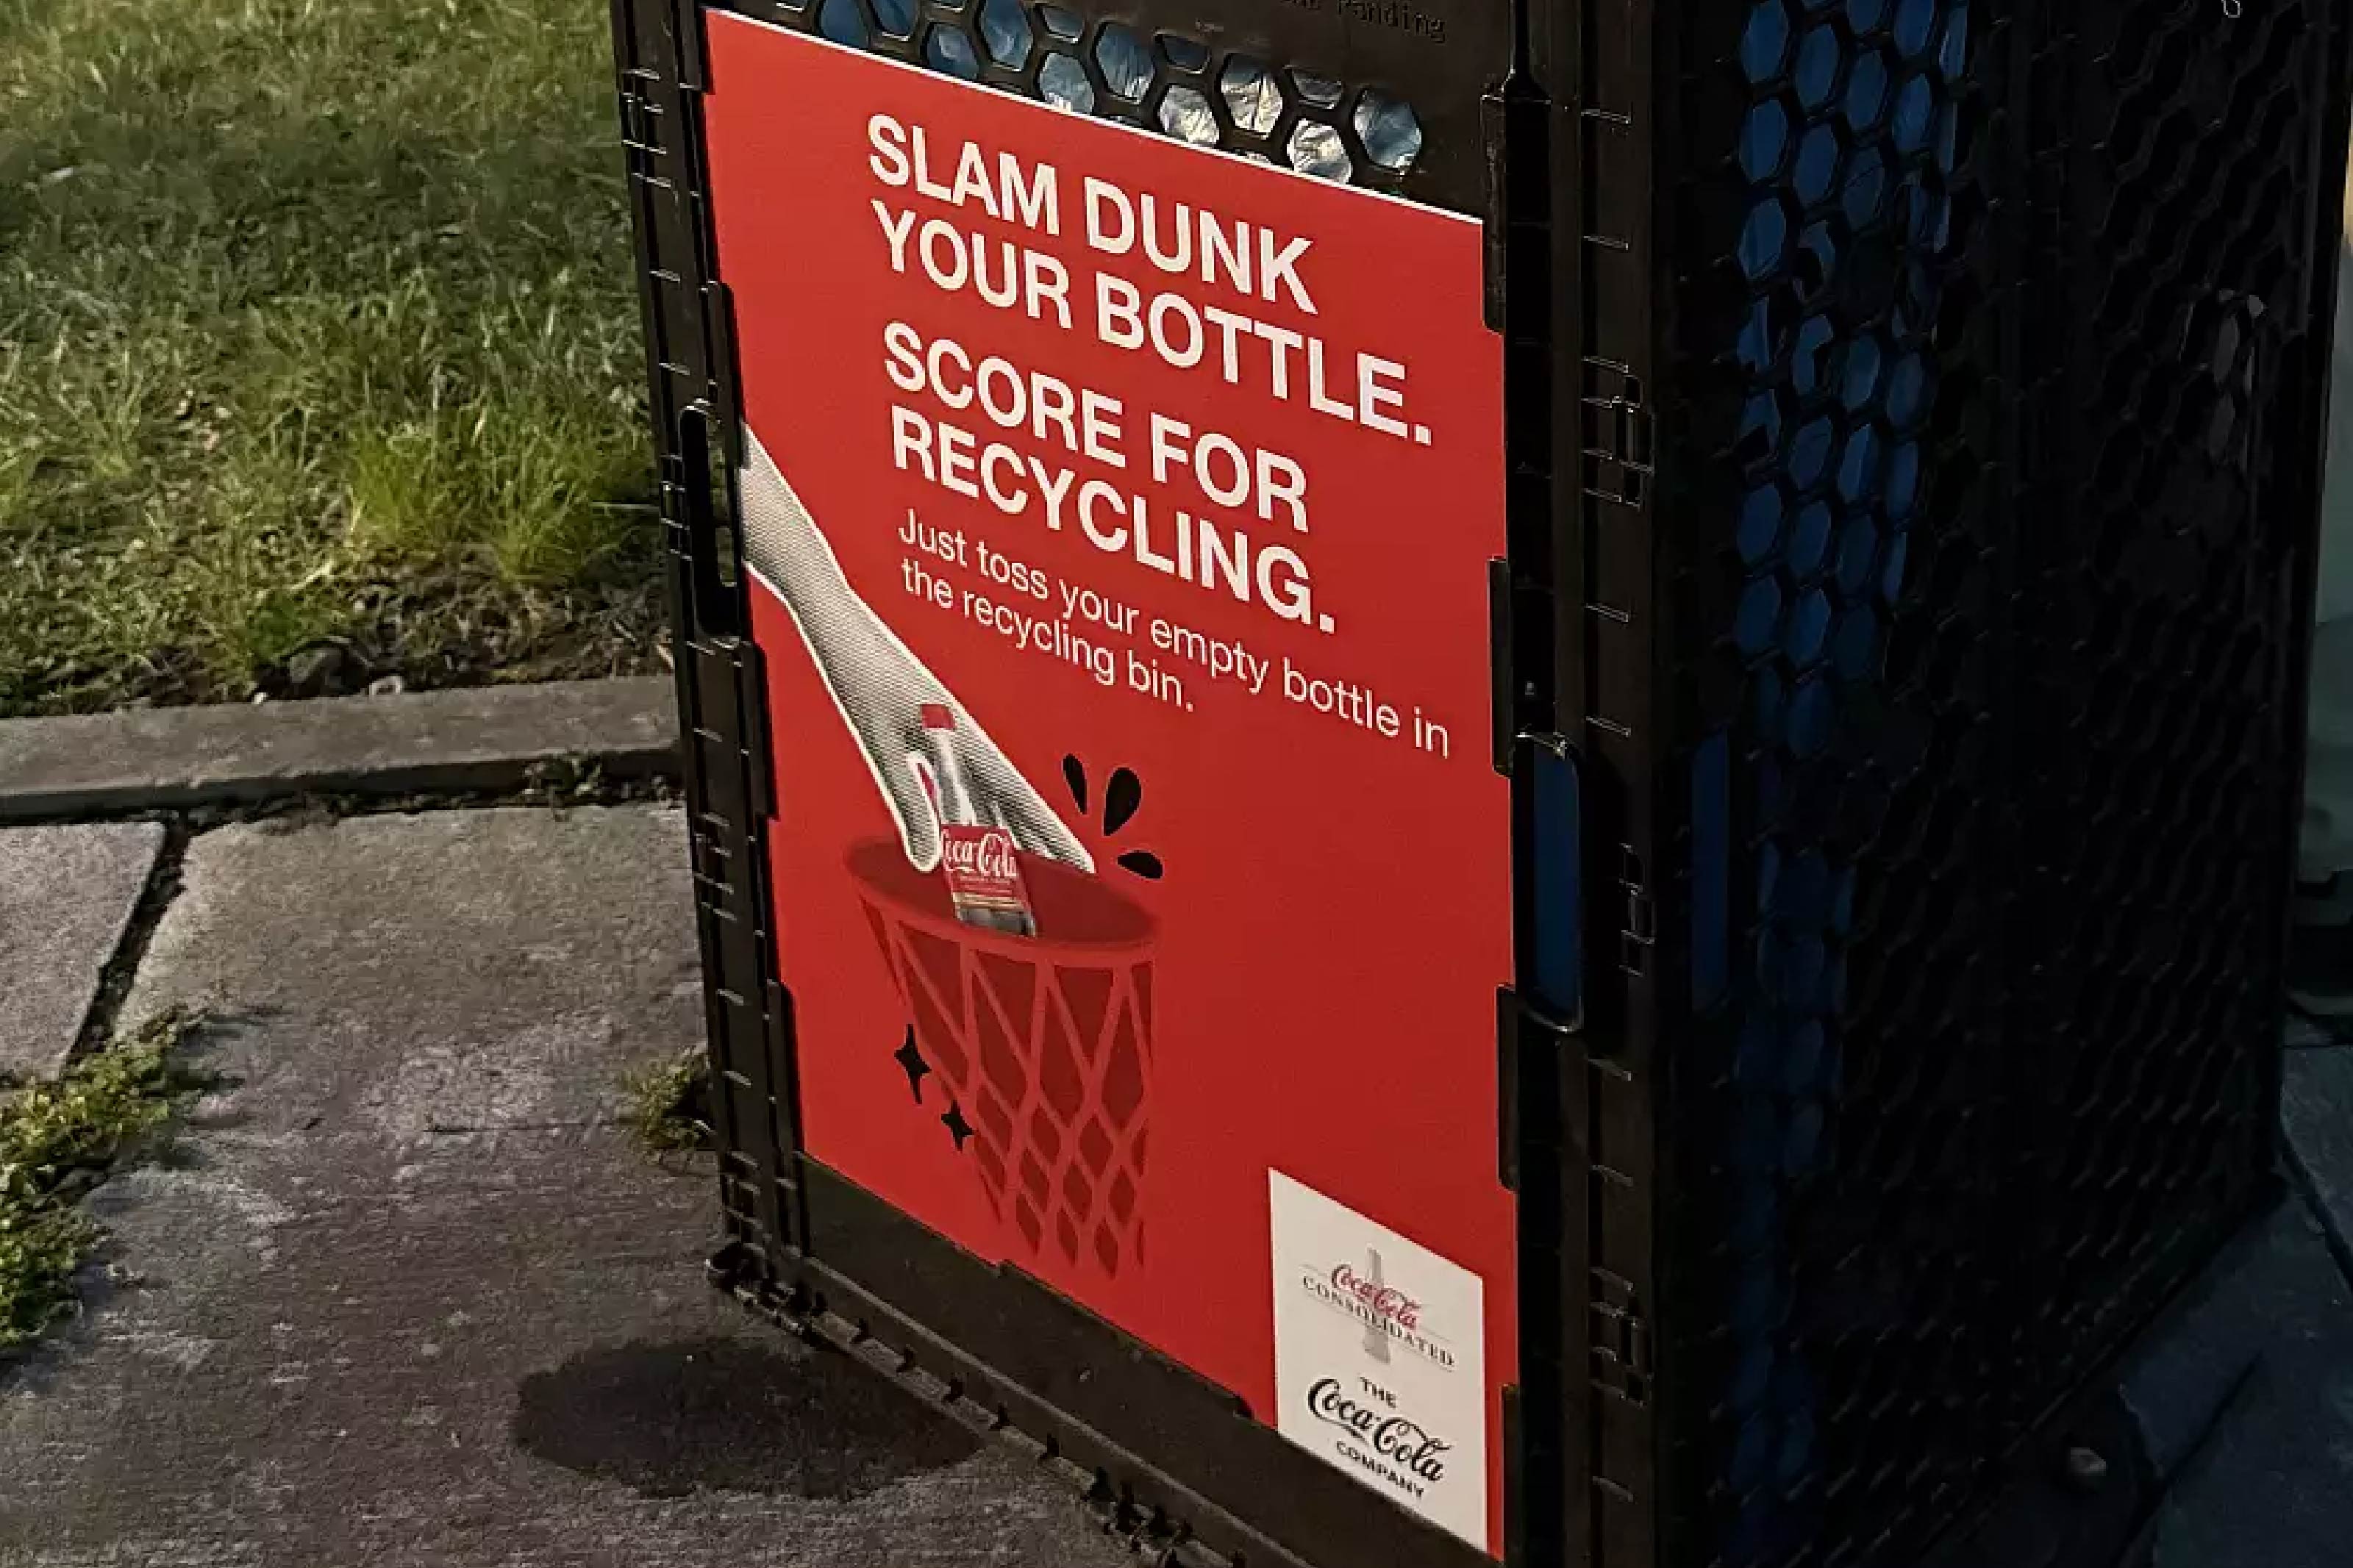 Pending
SLAM DUNK
YOUR BOTTLE.
SCORE FOR
RECYCLING.
Just toss your empty bottle in
the recycling bin.
Coca-Cola
Coca-Cola
CONSOLIDATED
THE
Coca-Cola
COMPANY